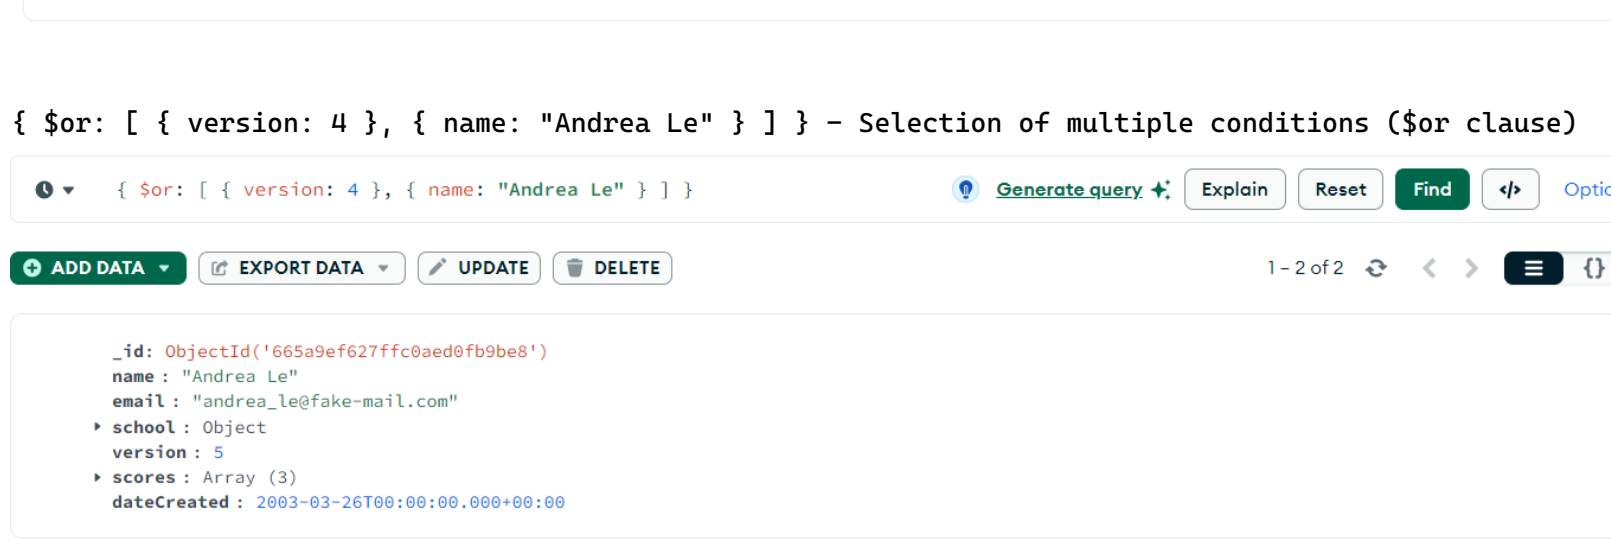 { $or: [ { version: 4 }, { name: "Andrea Le" } ] } - Selection of multiple conditions ($or clause)
{ $or: [ { version: 4 }, { name: "Andrea Le" } ] } Generate query Explain Reset Find </>
ADD DATA EXPORT DATA UPDATE DELETE 1 – 2 of 2 {}
_id: ObjectId('665a9ef627ffc0aed0fb9be8')
name : "Andrea Le"
email : "andrea_le@fake-mail.com"
school : Object
version : 5
scores : Array (3)
dateCreated : 2003-03-26T00:00:00.000+00:00